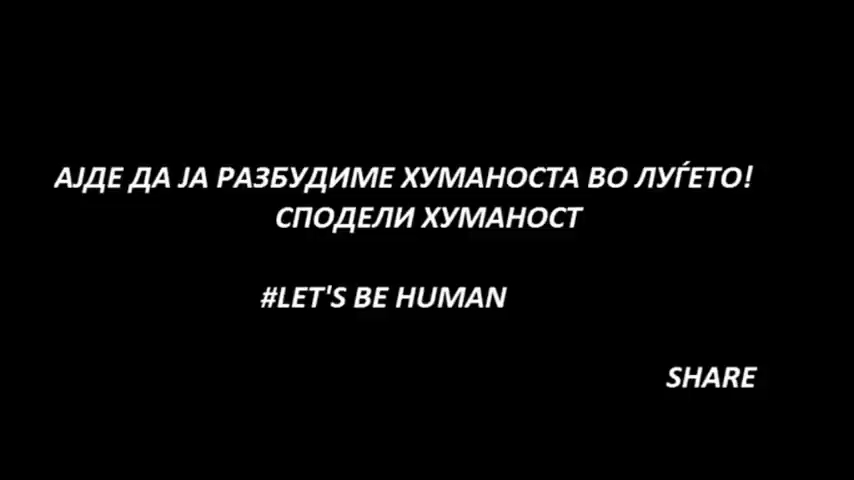 АЈДЕ ДА ЈА РАЗБУДИМЕ ХУМАНОСТА ВО ЛУЃЕТО!
СПОДЕЛИ ХУМАНОСТ
#LET'S BE HUMAN
SHARE